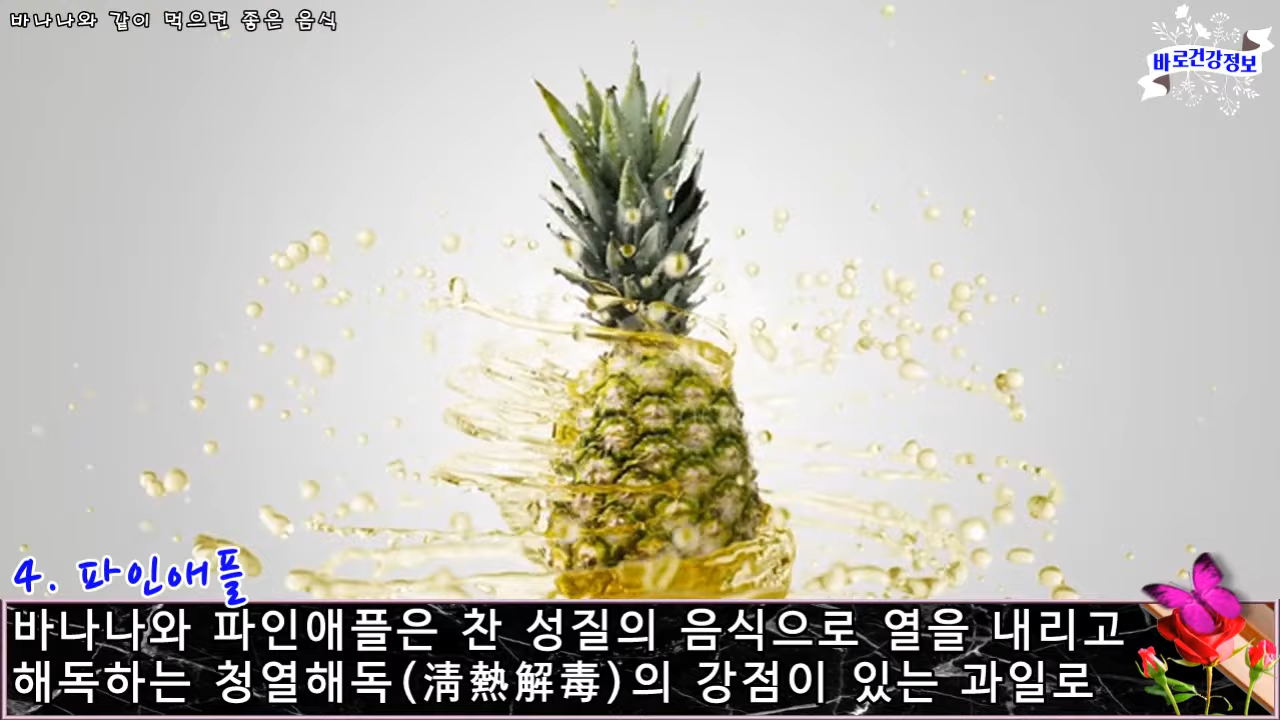 바나나와 같이 먹으면 좋은 음식
바로건강정보
4. 파인애플
바나나와 파인애플은 찬 성질의 음식으로 열을 내리고
해독하는 청열해독(淸熱解毒)의 강점이 있는 과일로